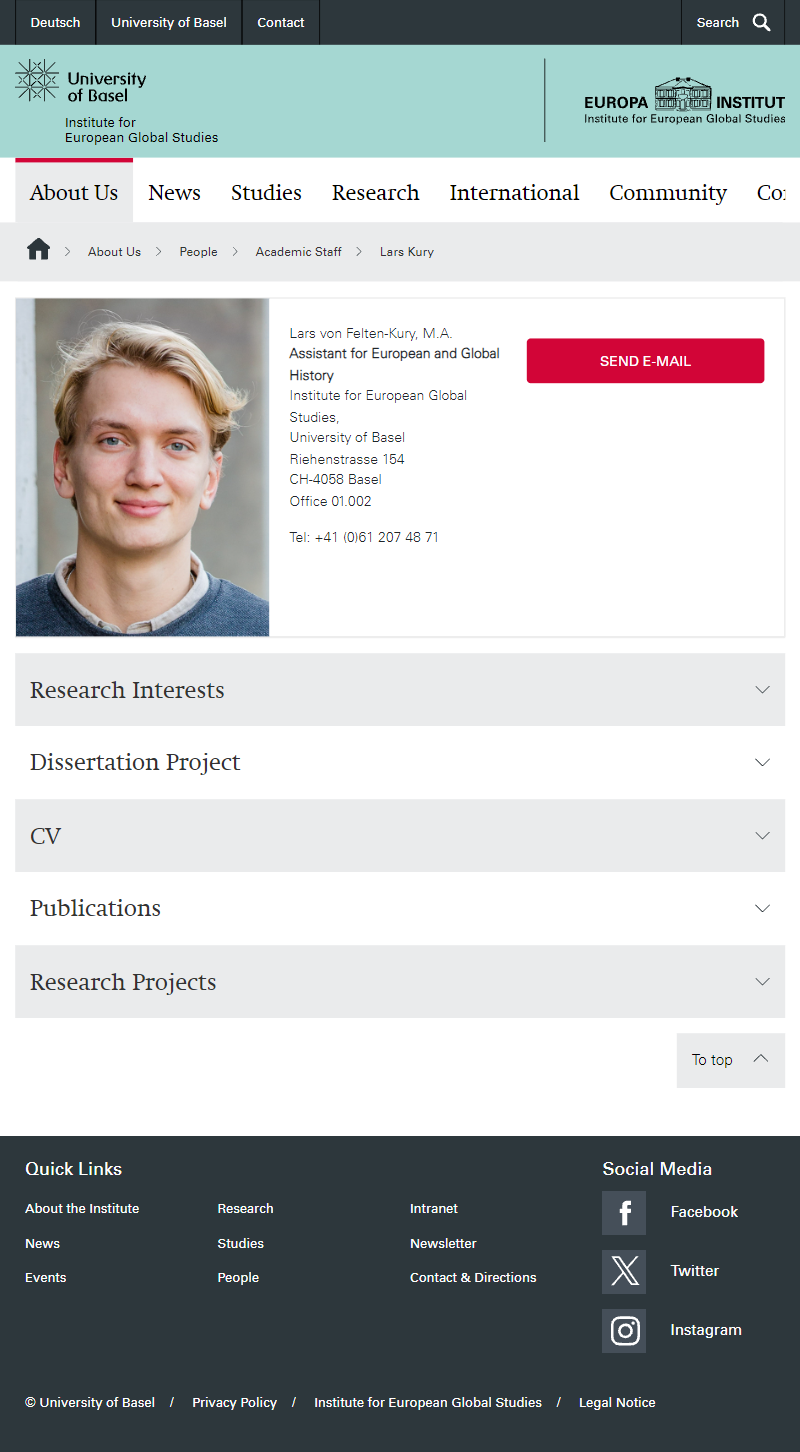 Deutsch
University of Basel
Contact
Search
University
of Basel
Institute for
European Global Studies
EUROPA INSTITUT
Institute for European Global Studies
About Us
News
Studies
Research
International
Community
About Us
People
Academic Staff
Lars Kury
Lars von Felten-Kury, M.A.
Assistant for European and Global
History
Institute for European Global
Studies,
University of Basel
Riehenstrasse 154
CH-4058 Basel
Office 01.002
Tel: +41 (0)61 207 48 71
SEND E-MAIL
Research Interests
Dissertation Project
CV
Publications
Research Projects
To top
Quick Links
About the Institute
News
Events
Research
Studies
People
Intranet
Newsletter
Contact & Directions
Social Media
Facebook
Twitter
Instagram
© University of Basel / Privacy Policy / Institute for European Global Studies / Legal Notice